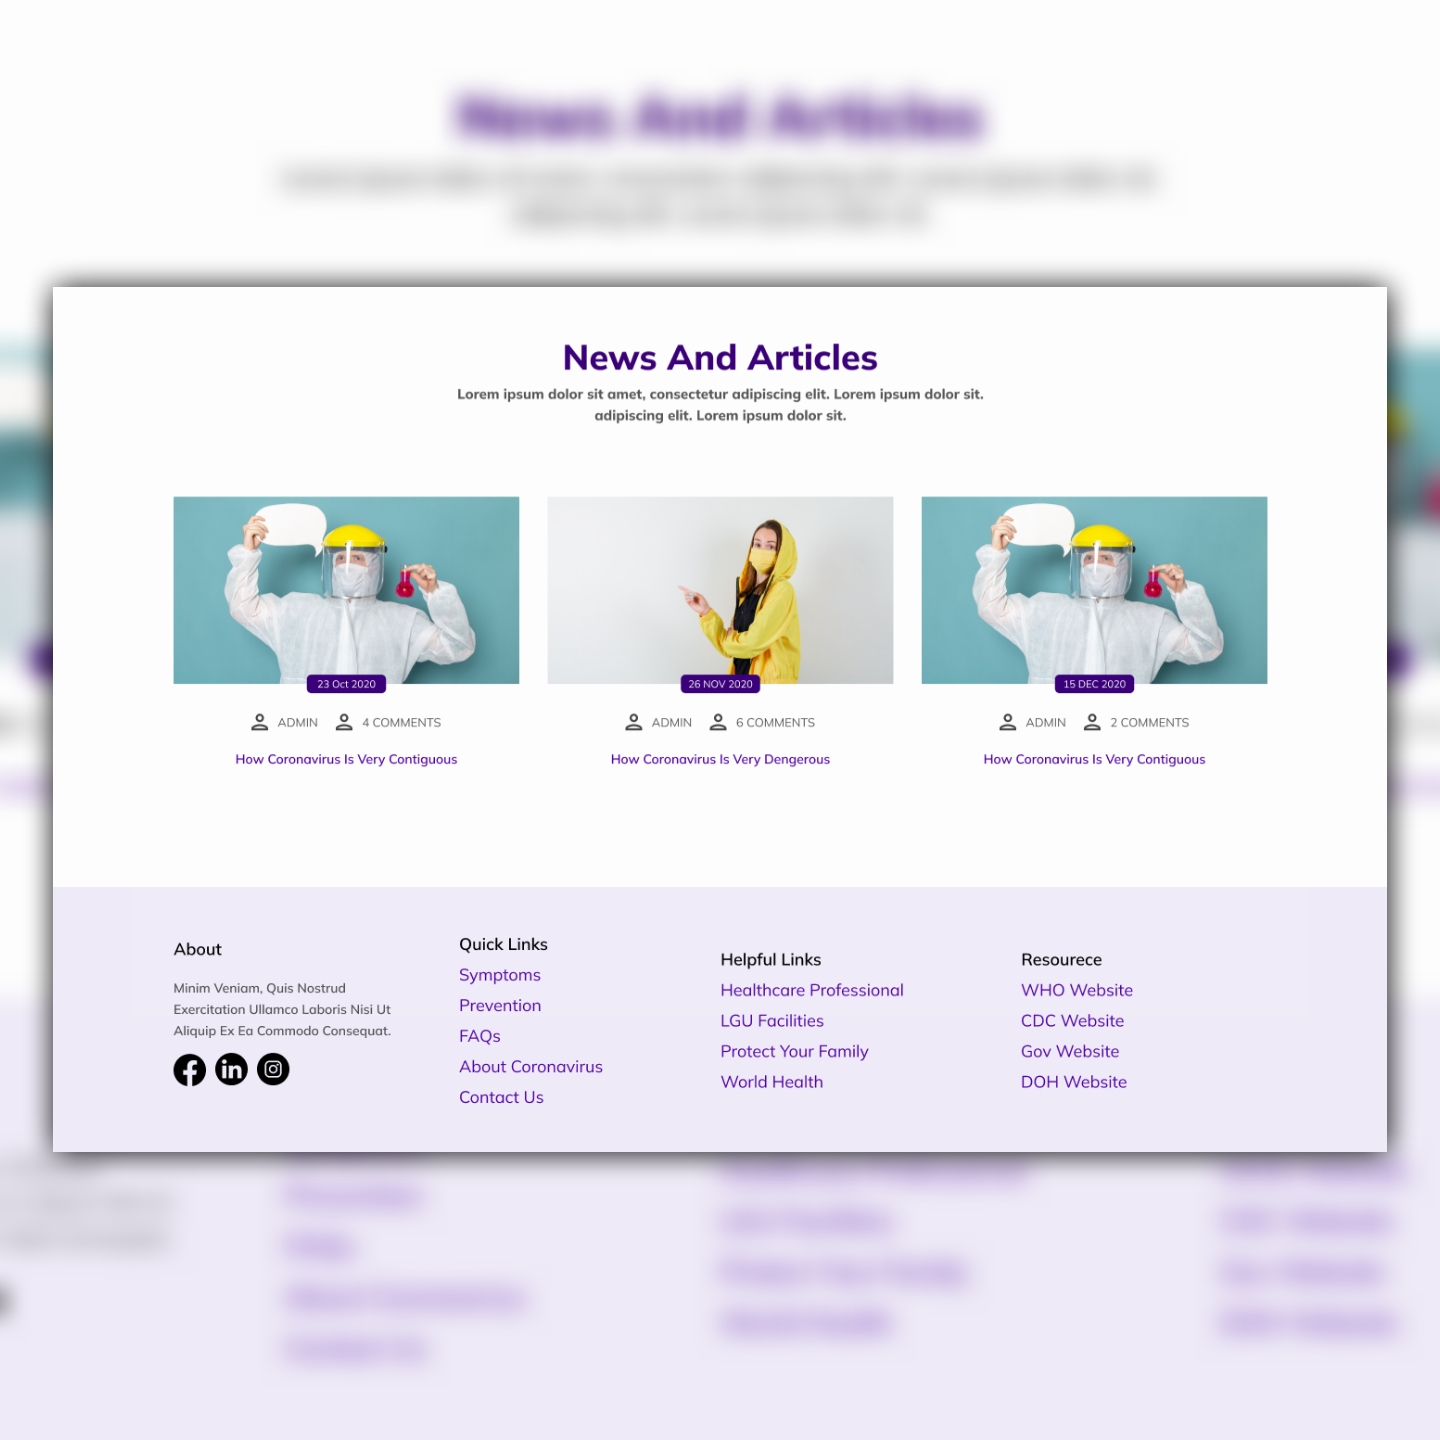 News And Articles
Lorem ipsum dolor sit amet, consectetur adipiscing elit. Lorem ipsum dolor sit.
adipiscing elit. Lorem ipsum dolor sit.
23 Oct 2020
ADMIN 4 COMMENTS
How Coronavirus Is Very Contiguous
26 NOV 2020
ADMIN 6 COMMENTS
How Coronavirus Is Very Dengerous
15 DEC 2020
ADMIN 2 COMMENTS
How Coronavirus Is Very Contiguous
About
Minim Veniam, Quis Nostrud
Exercitation Ullamco Laboris Nisi Ut
Aliquip Ex Ea Commodo Consequat.
Quick Links
Symptoms
Prevention
FAQs
About Coronavirus
Contact Us
Helpful Links
Healthcare Professional
LGU Facilities
Protect Your Family
World Health
Resourece
WHO Website
CDC Website
Gov Website
DOH Website